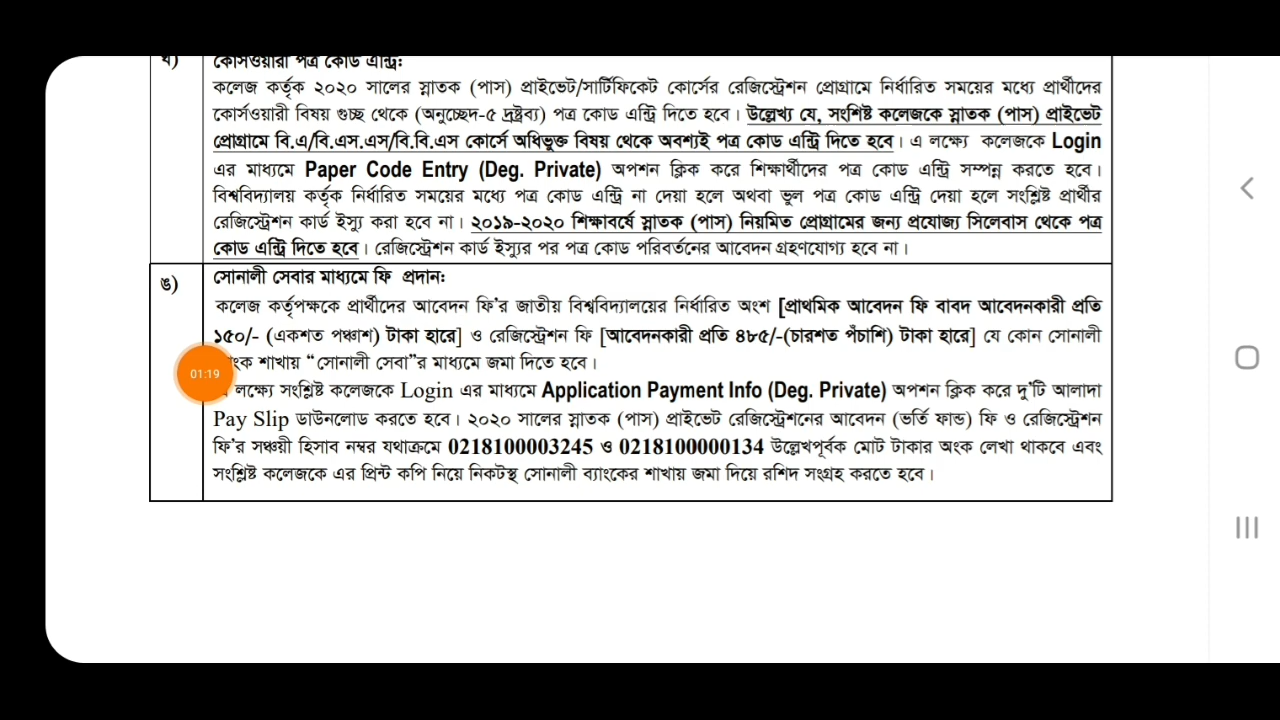 কোর্সওয়ারী পত্র কোড এন্ট্রি:
কলেজ কর্তৃক ২০২০ সালের স্নাতক (পাস) প্রাইভেট/সার্টিফিকেট কোর্সের রেজিস্ট্রেশন প্রোগ্রামে নির্ধারিত সময়ের মধ্যে প্রার্থীদের
কোর্সওয়ারী বিষয় গুচ্ছ থেকে (অনুচ্ছেদ-৫ দ্রষ্টব্য) পত্র কোড এন্ট্রি দিতে হবে। উল্লেখ্য যে, সংশিষ্ট কলেজকে স্নাতক (পাস) প্রাইভেট
প্রোগ্রামে বি.এ/বি.এস.এস/বি.বি.এস কোর্সে অধিভুক্ত বিষয় থেকে অবশ্যই পত্র কোড এন্ট্রি দিতে হবে। এ লক্ষ্যে কলেজকে Login
এর মাধ্যমে Paper Code Entry (Deg. Private) অপশন ক্লিক করে শিক্ষার্থীদের পত্র কোড এন্ট্রি সম্পন্ন করতে হবে।
বিশ্ববিদ্যালয় কর্তৃক নির্ধারিত সময়ের মধ্যে পত্র কোড এন্ট্রি না দেয়া হলে অথবা ভুল পত্র কোড এন্ট্রি দেয়া হলে সংশ্লিষ্ট প্রার্থীর
রেজিস্ট্রেশন কার্ড ইস্যু করা হবে না। ২০১৯-২০২০ শিক্ষাবর্ষে স্নাতক (পাস) নিয়মিত প্রোগ্রামের জন্য প্রযোজ্য সিলেবাস থেকে পত্র
কোড এন্ট্রি দিতে হবে। রেজিস্ট্রেশন কার্ড ইস্যুর পর পত্র কোড পরিবর্তনের আবেদন গ্রহণযোগ্য হবে না।
ঙ) সোনালী সেবার মাধ্যমে ফি প্রদান:
কলেজ কর্তৃপক্ষকে প্রার্থীদের আবেদন ফি'র জাতীয় বিশ্ববিদ্যালয়ের নির্ধারিত অংশ [প্রাথমিক আবেদন ফি বাবদ আবেদনকারী প্রতি
১৫০/- (একশত পঞ্চাশ) টাকা হারে] ও রেজিস্ট্রেশন ফি [আবেদনকারী প্রতি ৪৮৫/-(চারশত পঁচাশি) টাকা হারে] যে কোন সোনালী
শাখায় “সোনালী সেবা”র মাধ্যমে জমা দিতে হবে।
01:19
লক্ষ্যে সংশ্লিষ্ট কলেজকে Login এর মাধ্যমে Application Payment Info (Deg. Private) অপশন ক্লিক করে দু'টি আলাদা
Pay Slip ডাউনলোড করতে হবে। ২০২০ সালের স্নাতক (পাস) প্রাইভেট রেজিস্ট্রেশনের আবেদন (ভর্তি ফান্ড) ফি ও রেজিস্ট্রেশন
ফি'র সঞ্চয়ী হিসাব নম্বর যথাক্রমে 0218100003245 ও 0218100000134 উল্লেখপূর্বক মোট টাকার অংক লেখা থাকবে এবং
সংশ্লিষ্ট কলেজকে এর প্রিন্ট কপি নিয়ে নিকটস্থ সোনালী ব্যাংকের শাখায় জমা দিয়ে রশিদ সংগ্রহ করতে হবে।